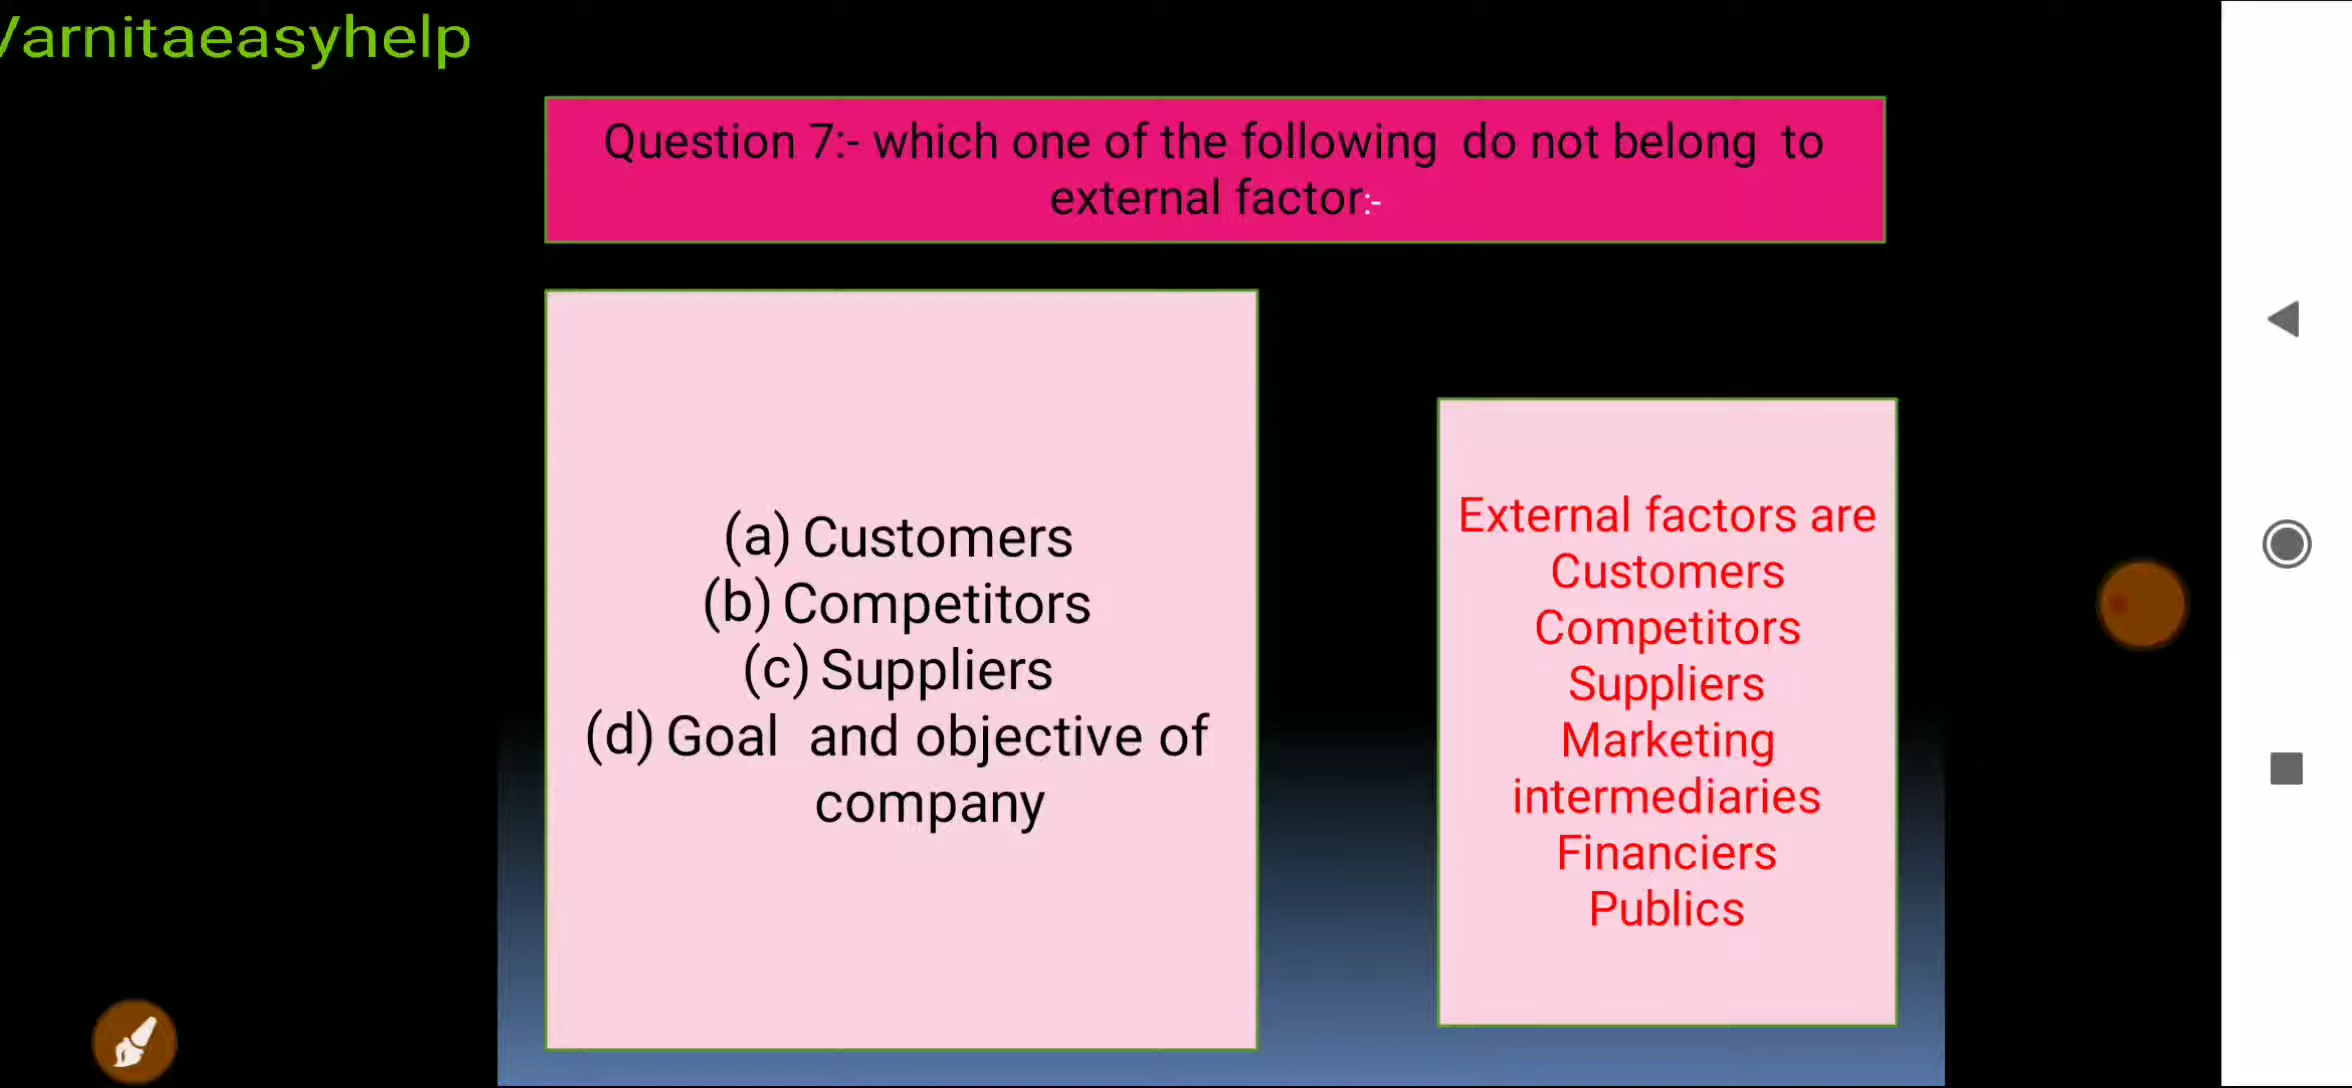 Varnitaeasyhelp
Question 7:- which one of the following do not belong to
external factor:-
(a) Customers
(b) Competitors
(c) Suppliers
(d) Goal and objective of
company
External factors are
Customers
Competitors
Suppliers
Marketing
intermediaries
Financiers
Publics